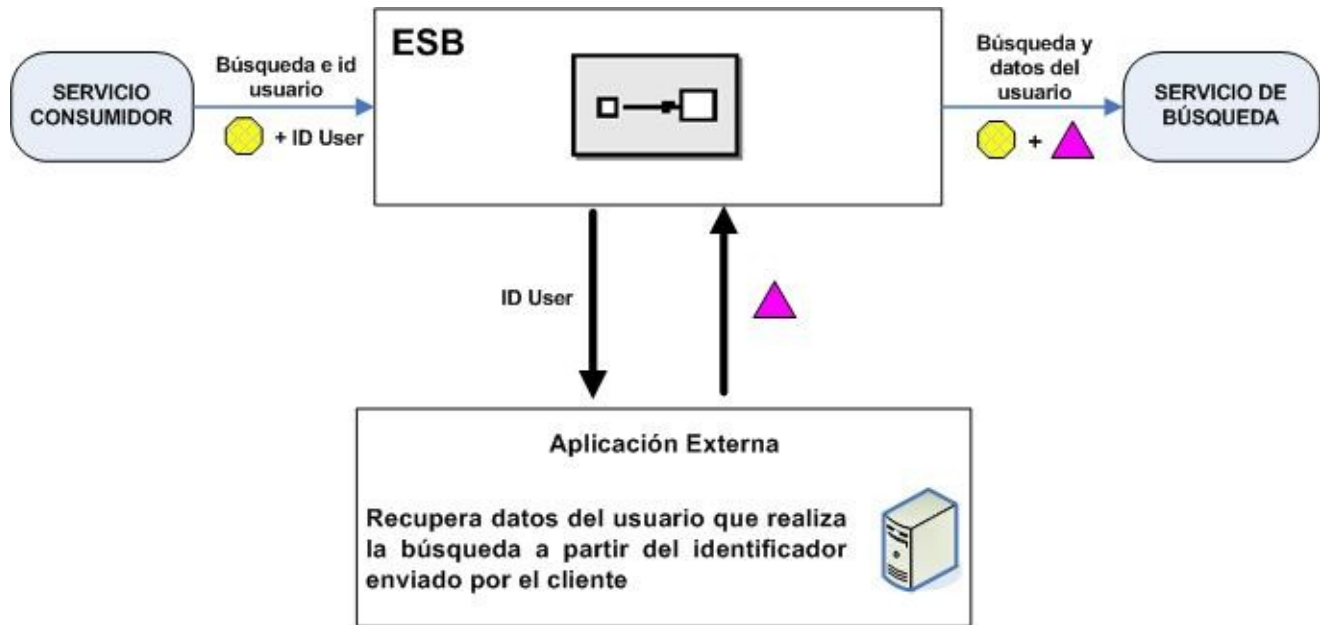 ESB
Búsqueda e id
usuario
+ ID User
SERVICIO
CONSUMIDOR
Búsqueda y
datos del
usuario
+
SERVICIO DE
BÚSQUEDA
ID User
Aplicación Externa
Recupera datos del usuario que realiza
la búsqueda a partir del identificador
enviado por el cliente